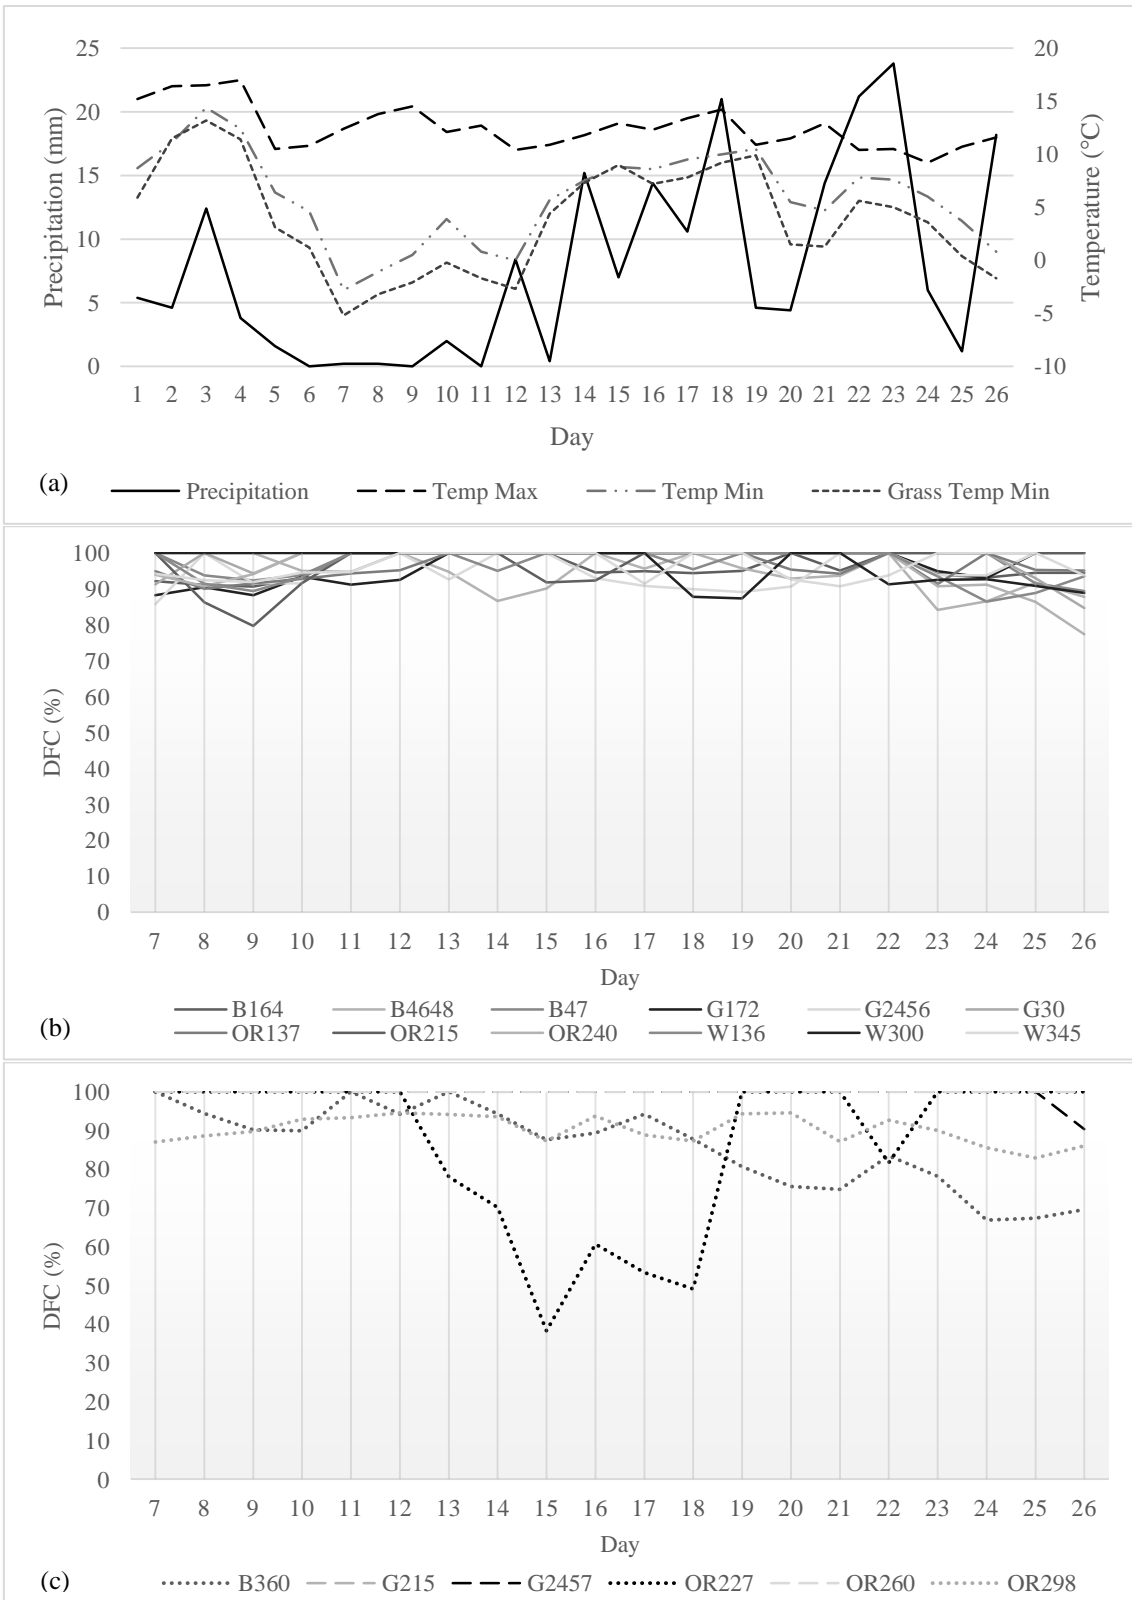 25
20
15
10
5
0
Precipitation (mm)
20
15
10
5
0
-5
-10
Temperature (°C)
1 2 3 4 5 6 7 8 9 10 11 12 13 14 15 16 17 18 19 20 21 22 23 24 25 26
Day
(a) Precipitation Temp Max Temp Min Grass Temp Min
100
90
80
70
60
50
40
30
20
10
0
DFC (%)
7 8 9 10 11 12 13 14 15 16 17 18 19 20 21 22 23 24 25 26
Day
B164 B4648 B47 G172 G2456 G30
(b) OR137 OR215 OR240 W136 W300 W345
100
90
80
70
60
50
40
30
20
10
0
DFC (%)
7 8 9 10 11 12 13 14 15 16 17 18 19 20 21 22 23 24 25 26
Day
(c) B360 G215 G2457 OR227 OR260 OR298